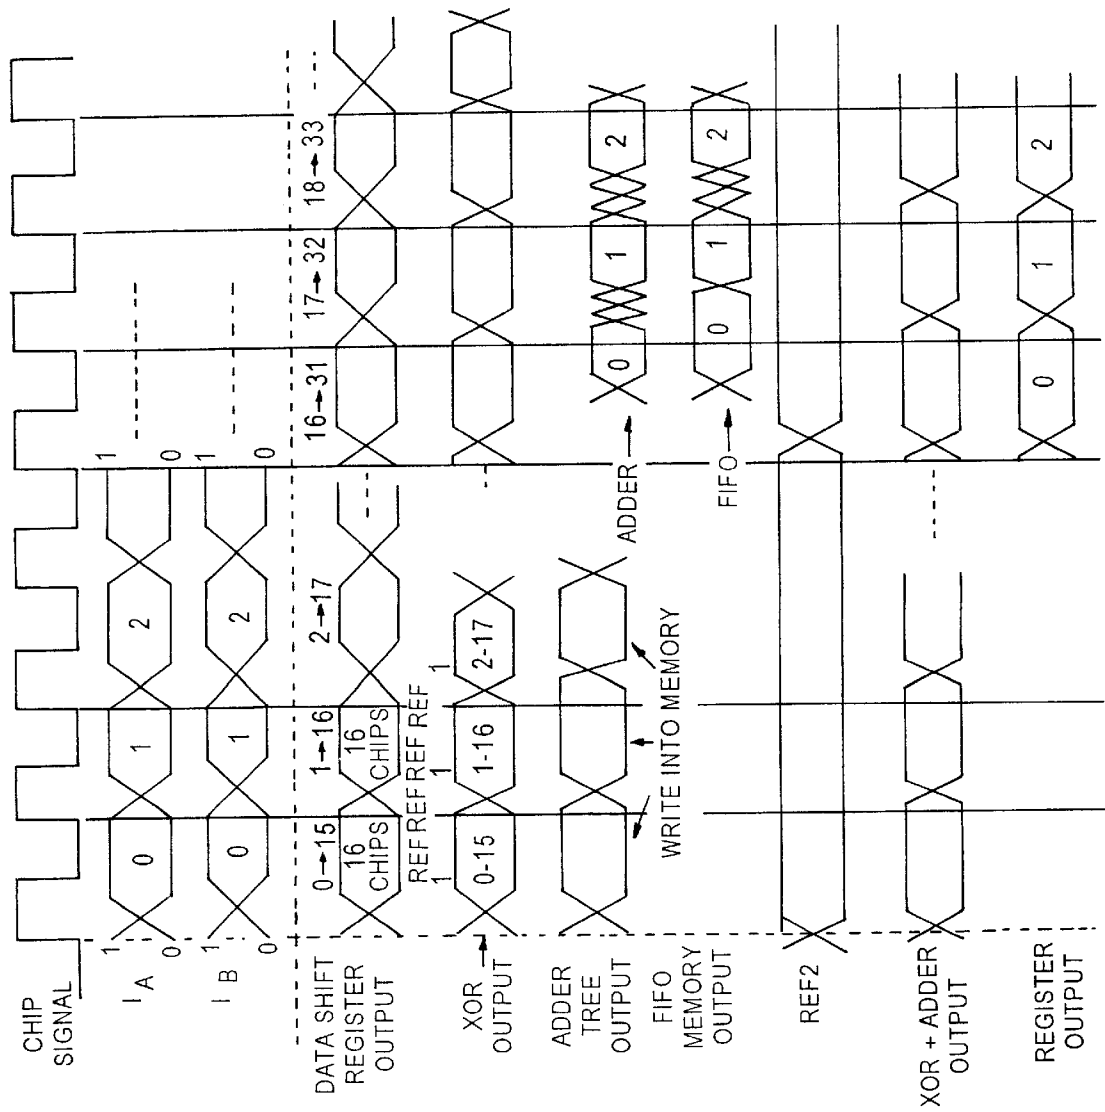 CHIP
SIGNAL
I A
1
0
0
1
2
1
0
I B
1
0
0
1
2
1
0
DATA SHIFT
REGISTER
OUTPUT
0→15
1→16
2→17
16→31
17→32
18→33
16
CHIPS
16
CHIPS
REF REF REF REF REF
1
1
1
XOR
OUTPUT
0-15
1-16
2-17
ADDER
TREE
OUTPUT
ADDER
0
1
2
WRITE INTO MEMORY
FIFO
MEMORY
OUTPUT
FIFO
0
1
2
REF2
XOR + ADDER
OUTPUT
REGISTER
OUTPUT
0
1
2